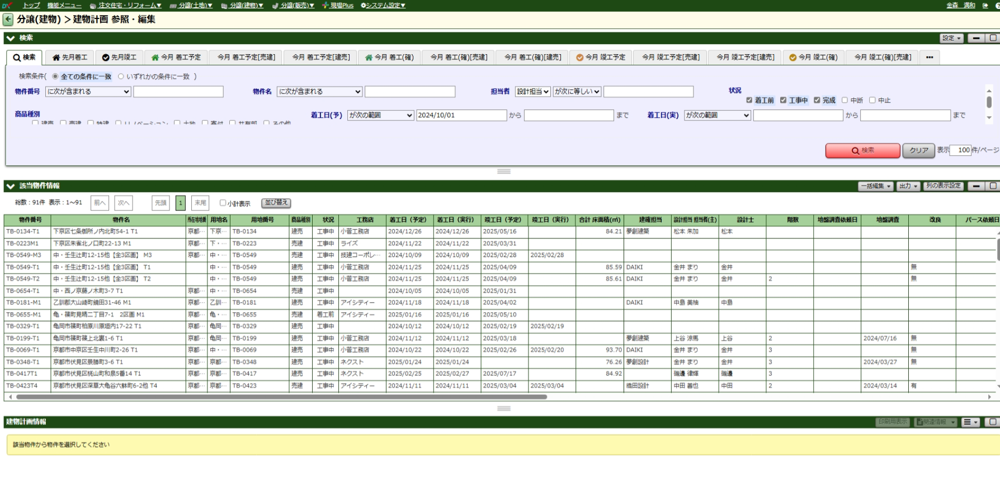 トップ 機能メニュー 注文住宅・リフォーム▼ 分譲(土地)▼ 分譲(建物)▼ 分譲(販売)▼ 現場Plus システム設定▼ 金森 満和
分譲(建物) ＞建物計画 参照・編集
検索 設定
検索 先月着工 先月竣工 今月 着工予定 今月 着工予定[売建] 今月 着工予定[建売] 今月 着工(確) 今月 着工(確)[売建] 今月 着工(確)[建売] 今月 竣工予定 今月 竣工予定[売建] 今月 竣工予定[建売] 今月 竣工(確) 今月 竣工(確)[売建] •••
検索条件( 全ての条件に一致 いずれかの条件に一致 )
物件番号 に次が含まれる 物件名 に次が含まれる 担当者 設計担当 が次に等しい 状況
着工前 工事中 完成 中断 中止
商品種別 着工日(予) が次の範囲 2024/10/01 から まで 着工日(実) が次の範囲 から まで
建売 売建 特建 リノベーション 土地 寄付 共有部 その他
検索 クリア 表示 100 件/ページ
該当物件情報 一括編集 出力 列の表示設定
総数：91件 表示：1～91 前へ 次へ 先頭 1 末尾 小計表示 並び替え
物件番号 物件名 所在地地番 用地名 用地番号 商品種別 状況 工務店 着工日（予定） 着工日（実行） 竣工日（予定） 竣工日（実行） 合計 床面積(㎡) 建確担当 設計担当 担当者(主) 設計士 階数 地盤調査依頼日 地盤調査 改良 パース依頼日
TB-0134-T1 下京区七条御所ノ内北町54-1 T1 京都… 下京… TB-0134 建売 工事中 小菅工務店 2024/12/26 2024/12/26 2025/05/16 84.21 夢創建築 松本 朱加 松本
TB-0223M1 下京区朱雀北ノ口町22-13 M1 京都… 下・… TB-0223 売建 工事中 ライズ 2024/11/22 2024/11/22 2025/03/31
TB-0549-M3 中・壬生辻町12-15他【全3区画】 M3 京都… 中・… TB-0549 売建 工事中 技建コーポレ… 2024/10/09 2024/10/09 2025/02/28 2025/02/28
TB-0549-T1 中・壬生辻町12-15他【全3区画】 T1 中・… TB-0549 建売 工事中 小菅工務店 2024/11/25 2024/11/25 2025/04/09 85.59 DAIKI 金井 まり 金井 無
TB-0549-T2 中・壬生辻町12-15他【全3区画】 T2 中・… TB-0549 建売 工事中 小菅工務店 2024/11/25 2024/11/25 2025/04/09 85.61 DAIKI 金井 まり 金井 2 無
TB-0654-T1 中・西ノ京藤ノ木町3-7 T1 京都… 中・… TB-0654 売建 工事中 2024/10/05 2024/10/05 2025/01/31
TB-0181-M1 乙訓郡大山崎町鏡田31-46 M1 京都… 乙訓… TB-0181 建売 工事中 アイシティー 2024/11/18 2024/11/18 2025/04/02 DAIKI 中島 美柚 中島
TB-0655-M1 亀・篠町見晴二丁目7-1 2区画 M1 京都… 亀・… TB-0655 売建 着工前 アイシティー 2025/01/16 2025/01/16 2025/05/10
TB-0329-T1 亀岡市篠町柏原川原垣内17-22 T1 京都… 亀岡… TB-0329 建売 工事中 2024/10/12 2024/10/12 2025/02/19 2025/02/19
TB-0199-T1 亀岡市篠町篠上北裏1-6 T1 京都… 亀岡… TB-0199 建売 工事中 小菅工務店 2024/11/12 2024/11/12 2025/03/18 夢創建築 上谷 涼馬 上谷 2 2024/07/16 無
TB-0069-T1 京都市中京区壬生中川町2-26 T1 京都… 中・… TB-0069 建売 工事中 小菅工務店 2024/10/22 2024/10/22 2025/02/26 2025/02/20 93.70 DAIKI 金井 まり 金井 3 無
TB-0348-T1 京都市伏見区景勝町3-6 T1 京都… 京都… TB-0348 建売 工事中 ネクスト 2025/01/24 2025/01/24 76.26 夢創設計 金井 まり 金井 3 2024/03/27 無
TB-0417T1 京都市伏見区桃山町和泉5番14 T1 京都… 京都… TB-0417 建売 工事中 ネクスト 2025/02/25 2025/02/27 2025/07/17 84.92 磯邊 律輝 磯邊 3
TB-0423T4 京都市伏見区深草大亀谷六躰町6-2他 T4 京都… 京都… TB-0423 売建 工事中 アイシティー 2024/11/11 2024/11/11 2025/03/04 2025/03/04 織田設計 中田 善也 中田 2 2024/03/14 有
建物計画情報 印刷用表示 関連情報
該当物件から物件を選択してください